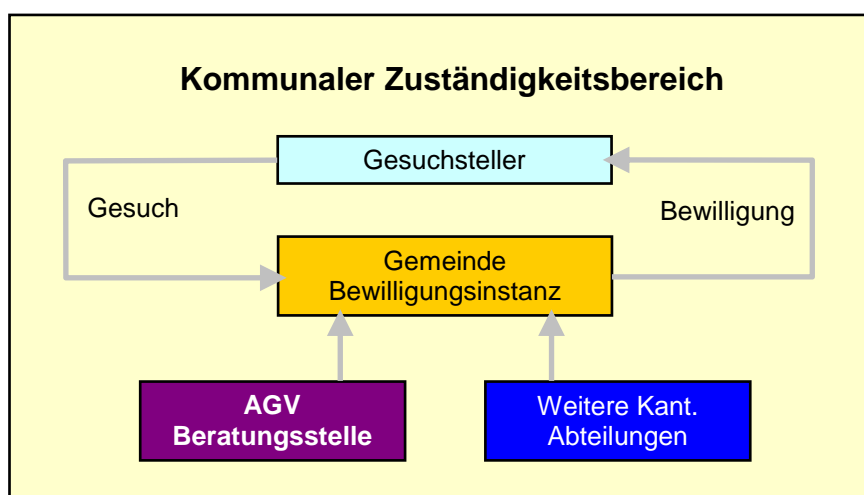 Kommunaler Zuständigkeitsbereich
Gesuchsteller
Gesuch
Bewilligung
Gemeinde
Bewilligungsinstanz
AGV
Beratungsstelle
Weitere Kant.
Abteilungen